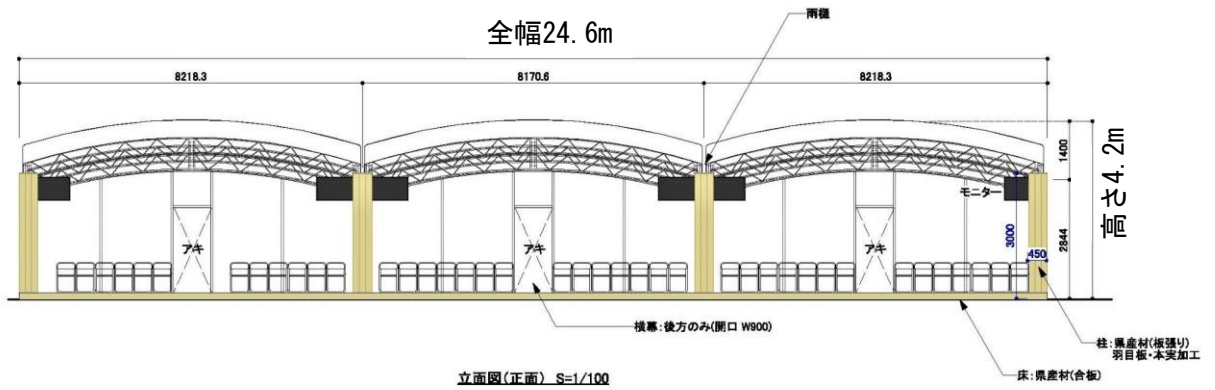 雨樋
全幅24.6m
8218.3
8170.6
8218.3
1400
高さ4.2m
モニター
アキ
アキ
アキ
3000
2844
450
横幕:後方のみ(開口 W900)
柱:県産材(板張り)
羽目板・本実加工
床:県産材(合板)
立面図(正面) S=1/100